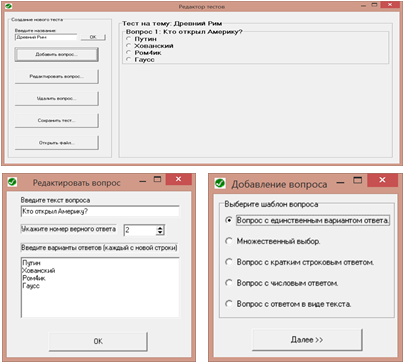 Редактор тестов
Создание нового теста
Введите название
Древний Рим
OK
Добавить вопрос...
Редактировать вопрос...
Удалить вопрос...
Сохранить тест...
Открыть файл...
Тест на тему: Древний Рим
Вопрос 1: Кто открыл Америку?
Путин
Хованский
Ром4ик
Гаусс
Редактировать вопрос
Введите текст вопроса
Кто открыл Америку?
Укажите номер верного ответа
2
Введите варианты ответов (каждый с новой строки)
Путин
Хованский
Ром4ик
Гаусс
OK
Добавление вопроса
Выберите шаблон вопроса
Вопрос с единственным вариантом ответа.
Множественный выбор.
Вопрос с кратким строковым ответом.
Вопрос с числовым ответом.
Вопрос с ответом в виде текста.
Далее >>